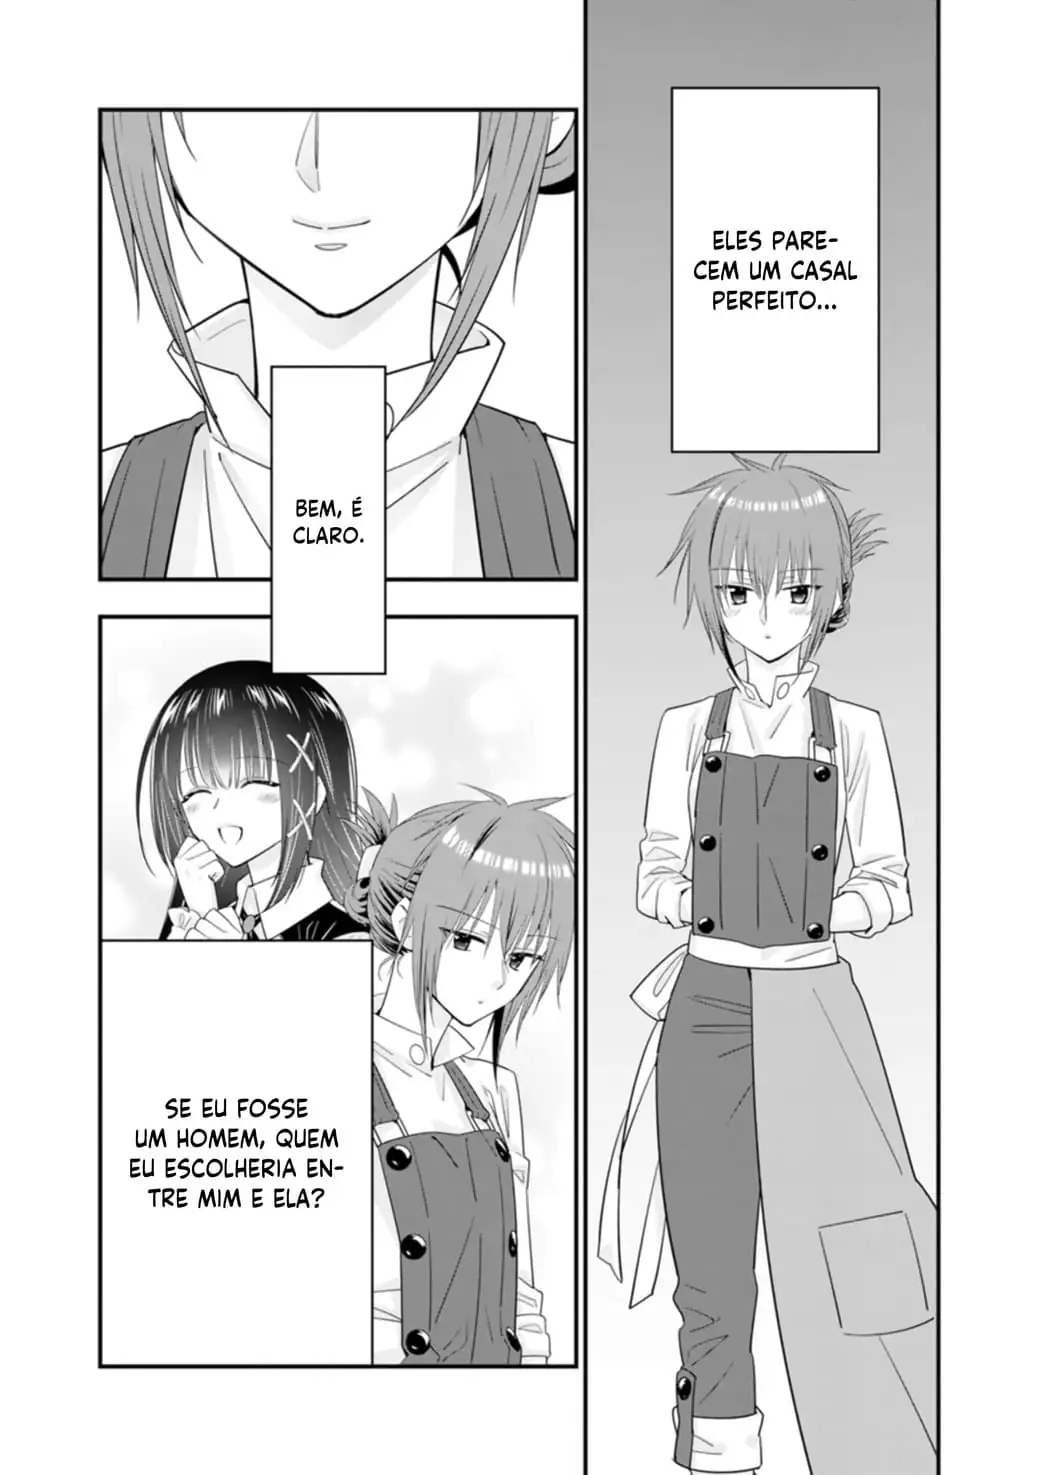 ELES PARE-
CEM UM CASAL
PERFEITO...
BEM, É
CLARO.
SE EU FOSSE
UM HOMEM, QUEM
EU ESCOLHERIA EN-
TRE MIM E ELA?